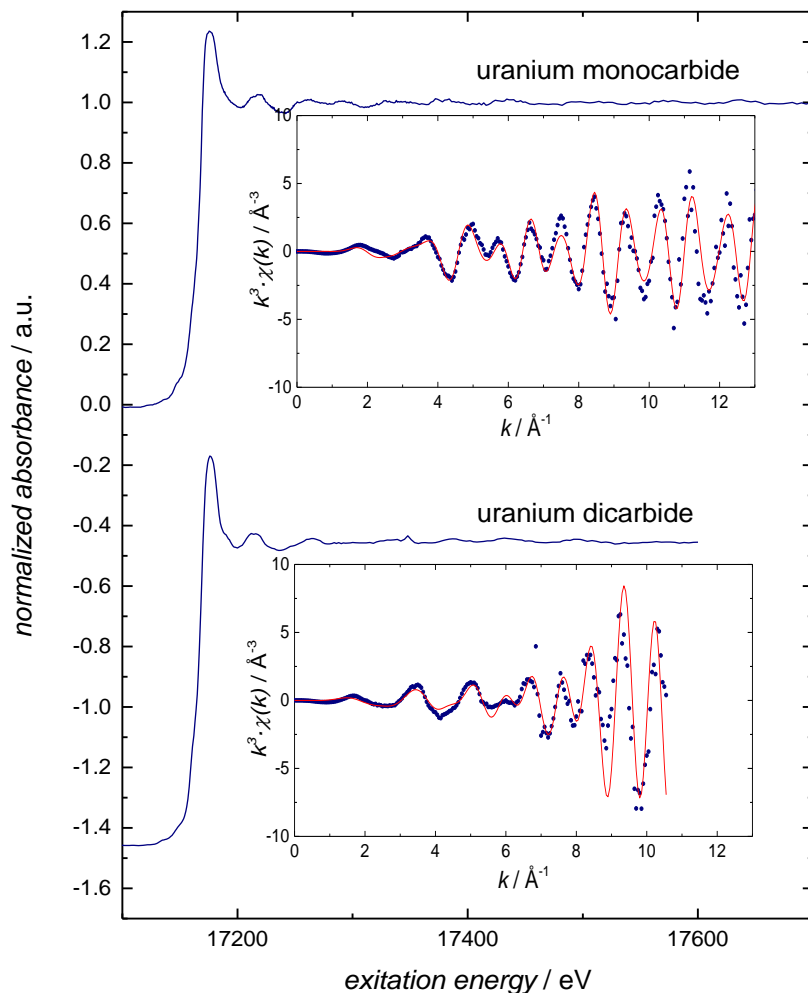 1.2
uranium monocarbide
1.0
10
0.8
5
0.6
k³·χ(k) / Å⁻³
0
0.4
-5
0.2
-10
0 2 4 6 8 10 12
0.0
k / Å⁻¹
-0.2
normalized absorbance / a.u.
-0.4
uranium dicarbide
10
-0.6
5
-0.8
k³·χ(k) / Å⁻³
0
-1.0
-5
-1.2
-10
0 2 4 6 8 10 12
-1.4
k / Å⁻¹
-1.6
17200 17400 17600
exitation energy / eV